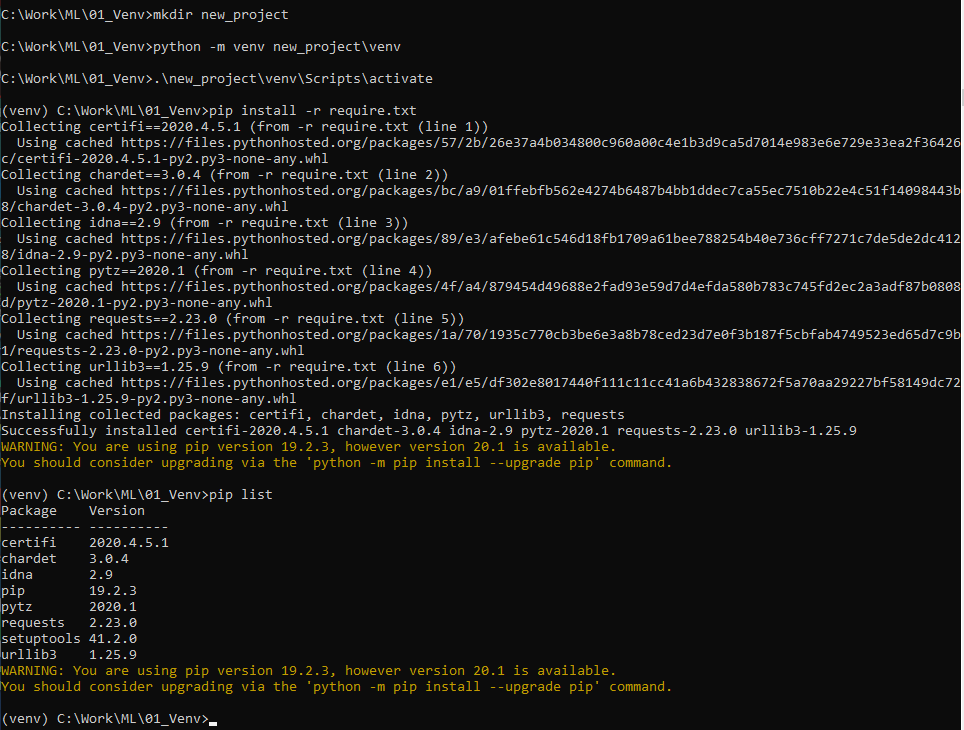 C:\Work\ML\01_Venv>mkdir new_project
C:\Work\ML\01_Venv>python -m venv new_project\venv
C:\Work\ML\01_Venv>.\new_project\venv\Scripts\activate
(venv) C:\Work\ML\01_Venv>pip install -r require.txt
Collecting certifi==2020.4.5.1 (from -r require.txt (line 1))
  Using cached https://files.pythonhosted.org/packages/57/2b/26e37a4b034800c960a00c4e1b3d9ca5d7014e983e6e729e33ea2f36426
c/certifi-2020.4.5.1-py2.py3-none-any.whl
Collecting chardet==3.0.4 (from -r require.txt (line 2))
  Using cached https://files.pythonhosted.org/packages/bc/a9/01ffebfb562e4274b6487b4bb1ddec7ca55ec7510b22e4c51f14098443b
8/chardet-3.0.4-py2.py3-none-any.whl
Collecting idna==2.9 (from -r require.txt (line 3))
  Using cached https://files.pythonhosted.org/packages/89/e3/afebe61c546d18fb1709a61bee788254b40e736cff7271c7de5de2dc412
8/idna-2.9-py2.py3-none-any.whl
Collecting pytz==2020.1 (from -r require.txt (line 4))
  Using cached https://files.pythonhosted.org/packages/4f/a4/879454d49688e2fad93e59d7d4efda580b783c745fd2ec2a3adf87b0808
d/pytz-2020.1-py2.py3-none-any.whl
Collecting requests==2.23.0 (from -r require.txt (line 5))
  Using cached https://files.pythonhosted.org/packages/1a/70/1935c770cb3be6e3a8b78ced23d7e0f3b187f5cbfab4749523ed65d7c9b
1/requests-2.23.0-py2.py3-none-any.whl
Collecting urllib3==1.25.9 (from -r require.txt (line 6))
  Using cached https://files.pythonhosted.org/packages/e1/e5/df302e8017440f111c11cc41a6b432838672f5a70aa29227bf58149dc72
f/urllib3-1.25.9-py2.py3-none-any.whl
Installing collected packages: certifi, chardet, idna, pytz, urllib3, requests
Successfully installed certifi-2020.4.5.1 chardet-3.0.4 idna-2.9 pytz-2020.1 requests-2.23.0 urllib3-1.25.9
WARNING: You are using pip version 19.2.3, however version 20.1 is available.
You should consider upgrading via the 'python -m pip install --upgrade pip' command.
(venv) C:\Work\ML\01_Venv>pip list
Package    Version
---------- ----------
certifi    2020.4.5.1
chardet    3.0.4
idna       2.9
pip        19.2.3
pytz       2020.1
requests   2.23.0
setuptools 41.2.0
urllib3    1.25.9
WARNING: You are using pip version 19.2.3, however version 20.1 is available.
You should consider upgrading via the 'python -m pip install --upgrade pip' command.
(venv) C:\Work\ML\01_Venv>